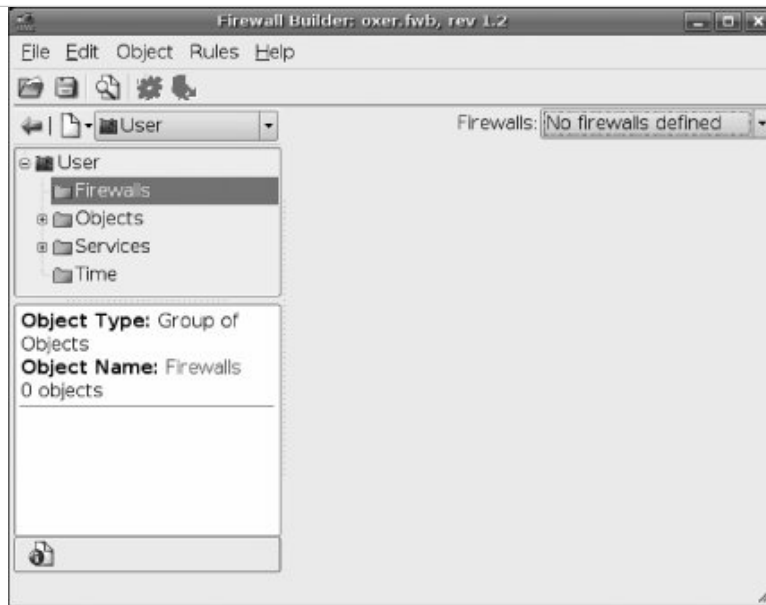 Firewall Builder: oxer.fwb, rev 1.2
File Edit Object Rules Help
User
Firewalls: No firewalls defined
User
Firewalls
Objects
Services
Time
Object Type: Group of
Objects
Object Name: Firewalls
0 objects